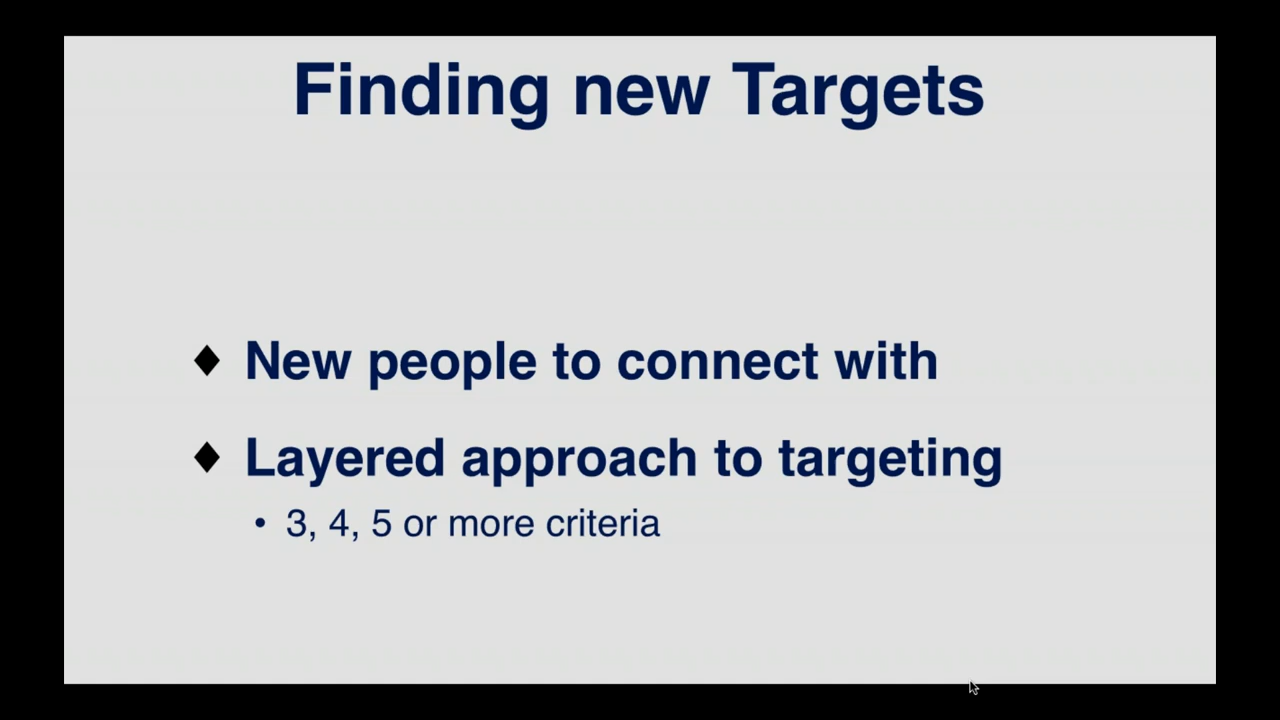 Finding new Targets
♦ New people to connect with
♦ Layered approach to targeting
• 3, 4, 5 or more criteria